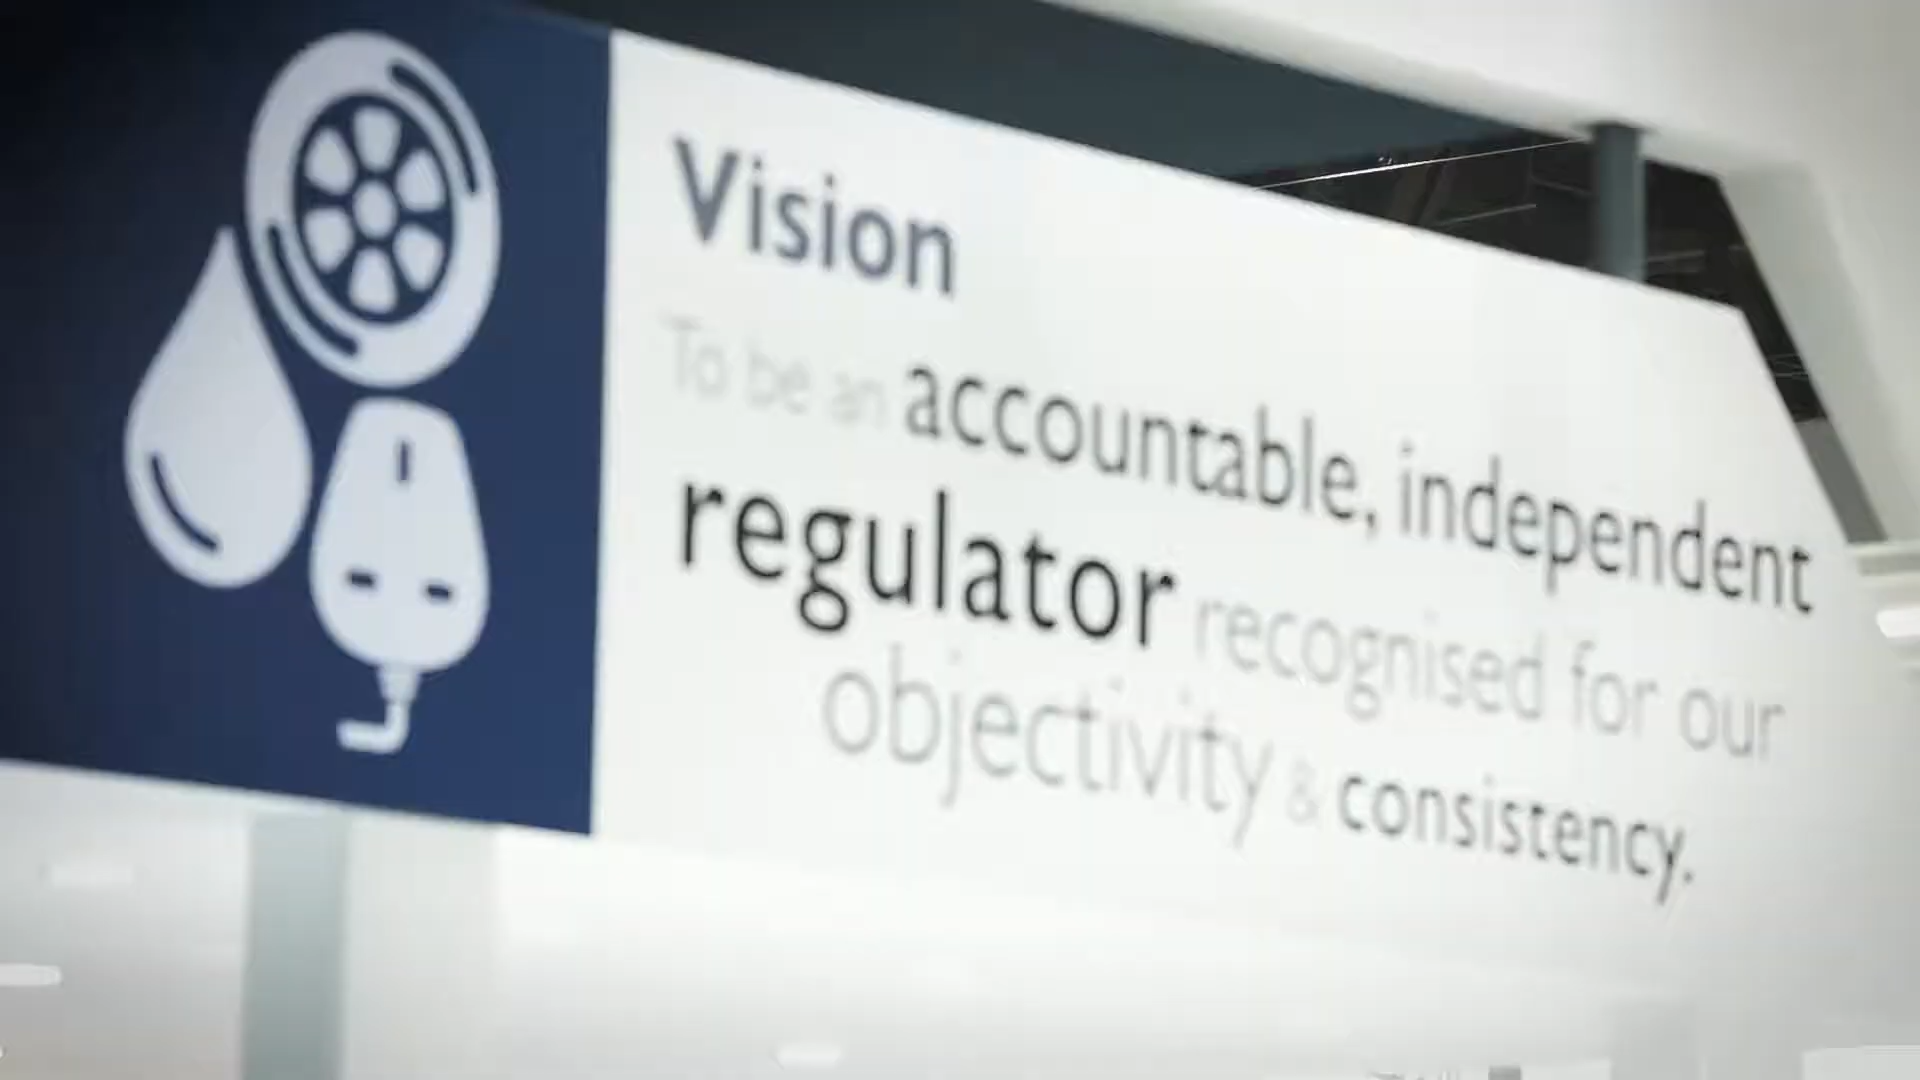 Vision
To be an accountable, independent
regulator recognised for our
objectivity & consistency.